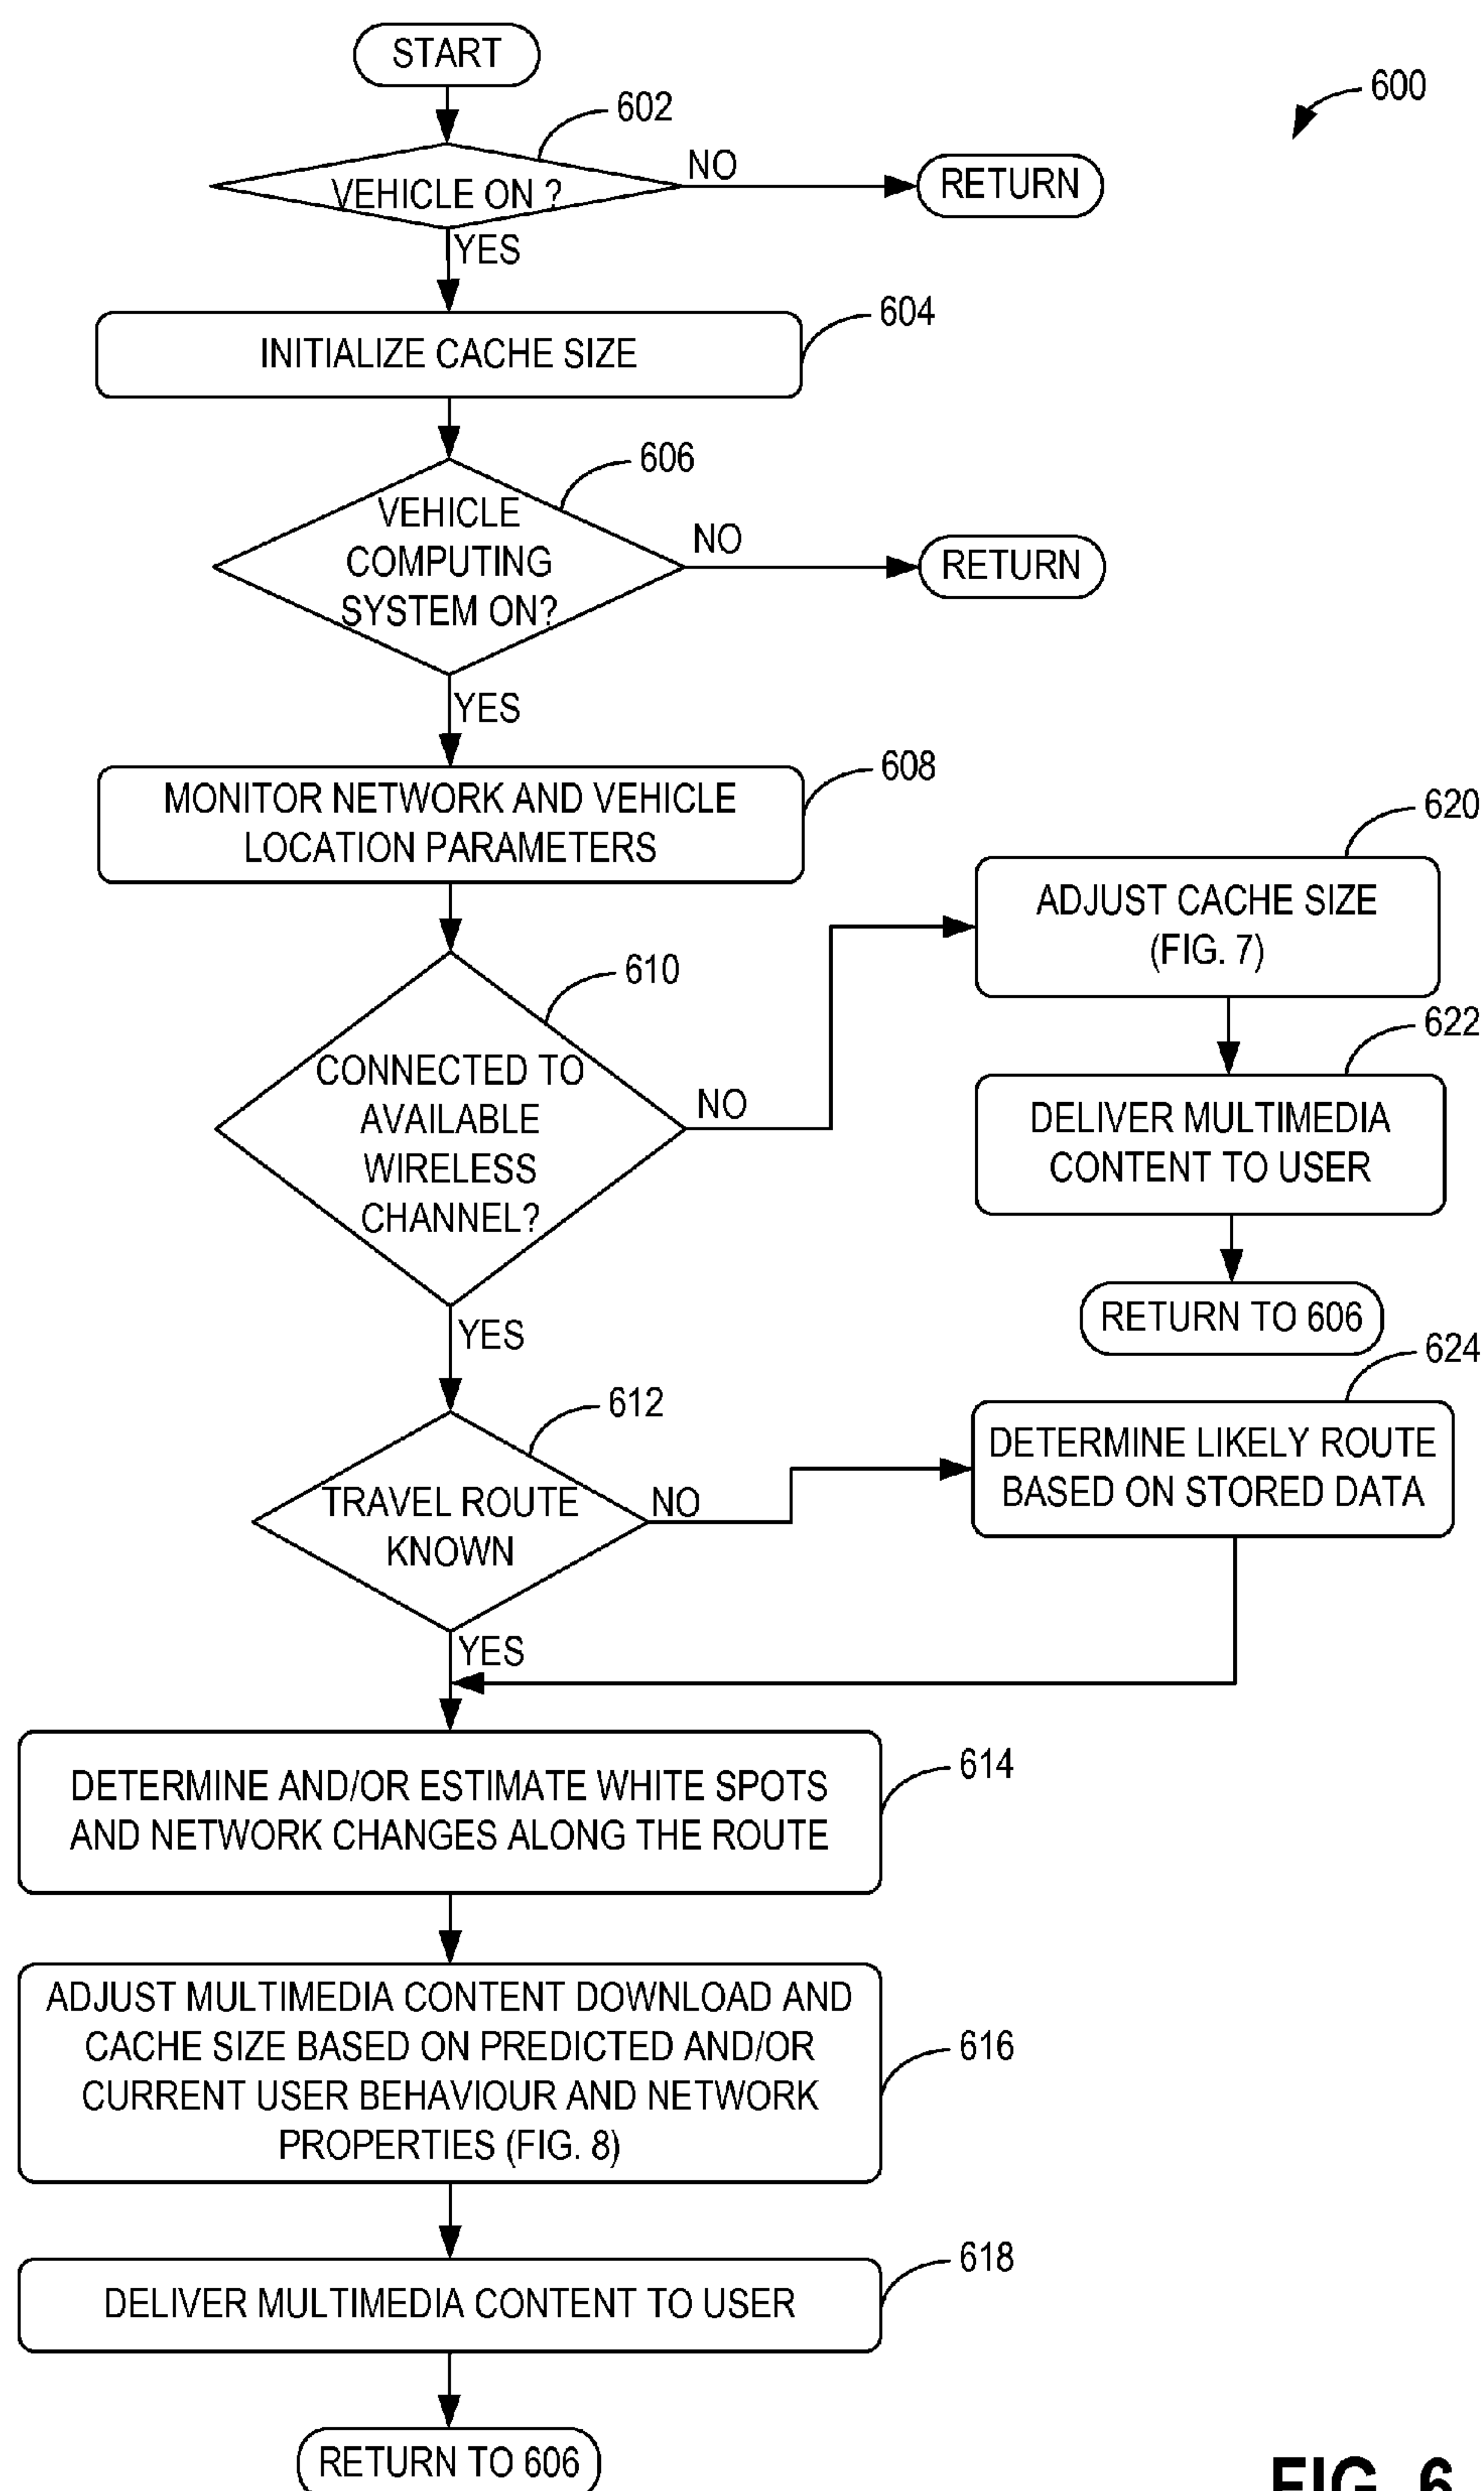 START
600
602
VEHICLE ON ?
NO
RETURN
YES
604
INITIALIZE CACHE SIZE
606
VEHICLE
COMPUTING
SYSTEM ON?
NO
RETURN
YES
608
MONITOR NETWORK AND VEHICLE
LOCATION PARAMETERS
610
CONNECTED TO
AVAILABLE
WIRELESS
CHANNEL?
NO
620
ADJUST CACHE SIZE
(FIG. 7)
622
DELIVER MULTIMEDIA
CONTENT TO USER
RETURN TO 606
YES
612
TRAVEL ROUTE
KNOWN
NO
624
DETERMINE LIKELY ROUTE
BASED ON STORED DATA
YES
614
DETERMINE AND/OR ESTIMATE WHITE SPOTS
AND NETWORK CHANGES ALONG THE ROUTE
616
ADJUST MULTIMEDIA CONTENT DOWNLOAD AND
CACHE SIZE BASED ON PREDICTED AND/OR
CURRENT USER BEHAVIOUR AND NETWORK
PROPERTIES (FIG. 8)
618
DELIVER MULTIMEDIA CONTENT TO USER
RETURN TO 606
FIG. 6